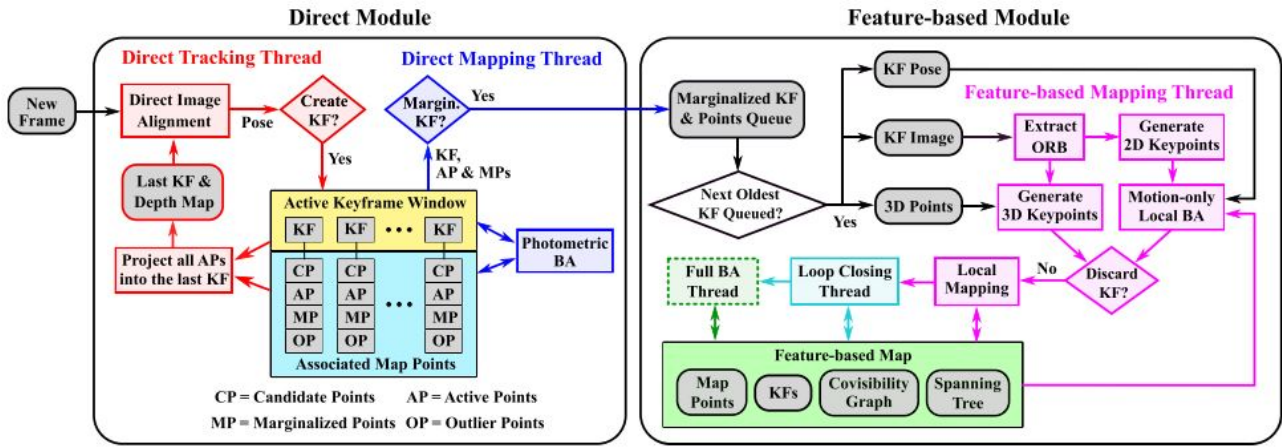 Direct Module
Direct Tracking Thread
Direct Mapping Thread
New
Frame
Direct Image
Alignment
Pose
Create
KF?
Yes
Margin.
KF?
Yes
KF,
AP & MPs
Last KF &
Depth Map
Project all APs
into the last KF
Active Keyframe Window
KF KF ••• KF
CP CP CP
AP AP AP
•••
MP MP MP
OP OP OP
Associated Map Points
Photometric
BA
CP = Candidate Points AP = Active Points
MP = Marginalized Points OP = Outlier Points
Feature-based Module
Marginalized KF
& Points Queue
Next Oldest
KF Queued?
Yes
KF Pose
KF Image
3D Points
Feature-based Mapping Thread
Extract
ORB
Generate
2D Keypoints
Generate
3D Keypoints
Motion-only
Local BA
Discard
KF?
No
Local
Mapping
Loop Closing
Thread
Full BA
Thread
Feature-based Map
Map
Points
KFs
Covisibility
Graph
Spanning
Tree